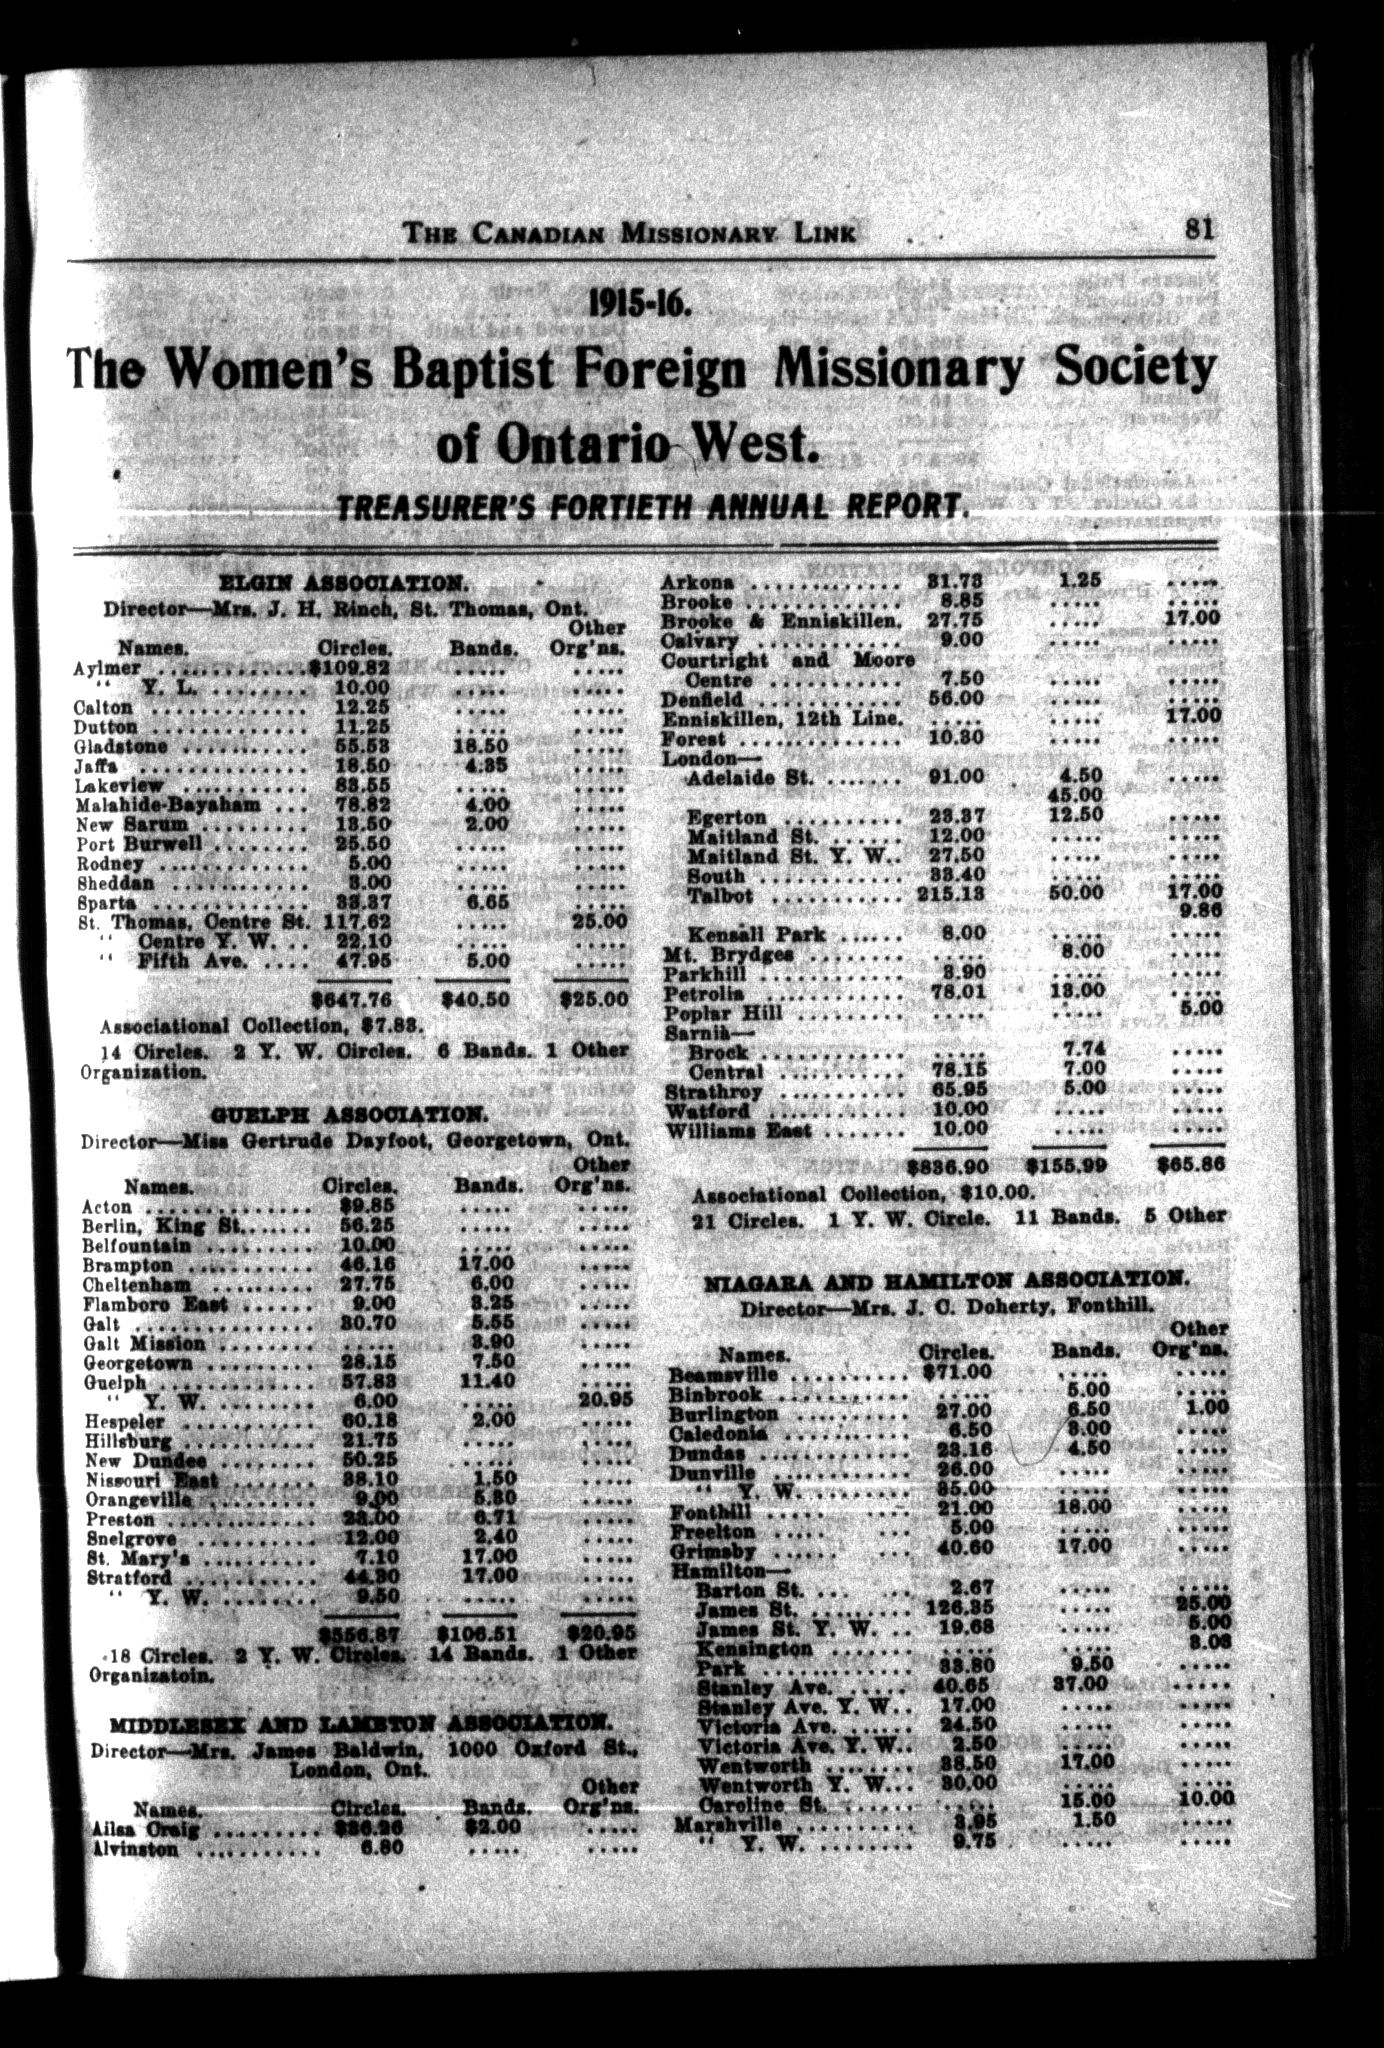 THE CANADIAN MISSIONARY LINK 81
1915-16.
The Women's Baptist Foreign Missionary Society
of Ontario West.
TREASURER'S FORTIETH ANNUAL REPORT.
ELGIN ASSOCIATION.
Director—Mrs. J. H. Rinch, St. Thomas, Ont.
Other
Names. Circles. Bands. Org'ns.
Aylmer .............. $109.82 ..... .....
" Y. L. ......... 10.00 ..... .....
Calton ............. 12.25 ..... .....
Dutton ............. 11.25 ..... .....
Gladstone ........... 55.53 18.50 .....
Jaffa .............. 18.50 4.35 .....
Lakeview ........... 83.55 ..... .....
Malahide-Bayaham ... 78.82 4.00 .....
New Sarum ......... 13.50 2.00 .....
Port Burwell ........ 25.50 ..... .....
Rodney ............. 5.00 ..... .....
Sheddan ............ 3.00 ..... .....
Sparta ............. 33.37 6.65 .....
St. Thomas, Centre St. 117.62 ..... 25.00
" Centre Y. W. .. 22.10 ..... .....
" Fifth Ave. .... 47.95 5.00 .....
$647.76 $40.50 $25.00
Associational Collection, $7.83.
14 Circles. 2 Y. W. Circles. 6 Bands. 1 Other
Organization.
GUELPH ASSOCIATION.
Director—Miss Gertrude Dayfoot, Georgetown, Ont.
Other
Names. Circles. Bands. Org'ns.
Acton ............... $9.85 ..... .....
Berlin, King St...... 56.25 ..... .....
Belfountain ......... 10.00 ..... .....
Brampton ........... 46.16 17.00 .....
Cheltenham ......... 27.75 6.00 .....
Flamboro East ...... 9.00 3.25 .....
Galt ............... 30.70 5.55 .....
Galt Mission ........ ..... 3.90 .....
Georgetown ......... 28.15 7.50 .....
Guelph ............. 57.83 11.40 .....
" Y. W. ........ 6.00 ..... 20.95
Hespeler ........... 60.18 2.00 .....
Hillsburg ........... 21.75 ..... .....
New Dundee ........ 50.25 ..... .....
Nissouri East ....... 38.10 1.50 .....
Orangeville ......... 9.00 5.80 .....
Preston ............ 23.00 6.71 .....
Snelgrove .......... 12.00 2.40 .....
St. Mary's ......... 7.10 17.00 .....
Stratford ........... 44.30 17.00 .....
" Y. W. ........ 9.50 ..... .....
$556.87 $106.51 $20.95
18 Circles. 2 Y. W. Circles. 14 Bands. 1 Other
Organizatoin.
MIDDLESEX AND LAMBTON ASSOCIATION.
Director—Mrs. James Baldwin, 1000 Oxford St.,
London, Ont.
Other
Names. Circles. Bands. Org'ns.
Ailsa Craig ......... $36.26 $2.00 .....
Alvinston ........... 6.80 ..... .....
Arkona ............. 31.73 1.25 .....
Brooke ............. 8.85 ..... .....
Brooke & Enniskillen. 27.75 ..... 17.00
Calvary ............ 9.00 ..... .....
Courtright and Moore
Centre ........... 7.50 ..... .....
Denfield ............ 56.00 ..... .....
Enniskillen, 12th Line. ..... ..... 17.00
Forest .............. 10.30 ..... .....
London—
Adelaide St. ....... 91.00 4.50 .....
45.00
Egerton .......... 23.37 12.50 .....
Maitland St. ...... 12.00 ..... .....
Maitland St. Y. W.. 27.50 ..... .....
South ............ 33.40 ..... .....
Talbot ........... 215.13 50.00 17.00
9.86
Kensall Park ...... 8.00 ..... .....
Mt. Brydges ........ ..... 8.00 .....
Parkhill ............ 3.90 ..... .....
Petrolia ............ 78.01 13.00 .....
Poplar Hill ......... ..... ..... 5.00
Sarnia—
Brock ............ ..... 7.74 .....
Central .......... 78.15 7.00 .....
Strathroy ........... 65.95 5.00 .....
Watford ............ 10.00 ..... .....
Williams East ....... 10.00 ..... .....
$836.90 $155.99 $65.86
Associational Collection, $10.00.
21 Circles. 1 Y. W. Circle. 11 Bands. 5 Other
NIAGARA AND HAMILTON ASSOCIATION.
Director—Mrs. J. C. Doherty, Fonthill.
Other
Names. Circles. Bands. Org'ns.
Beamsville .......... $71.00 ..... .....
Binbrook ........... ..... 5.00 .....
Burlington .......... 27.00 6.50 1.00
Caledonia ........... 6.50 3.00 .....
Dundas ............. 23.16 4.50 .....
Dunville ............ 26.00 ..... .....
" Y. W. ......... 35.00 ..... .....
Fonthill ............ 21.00 18.00 .....
Freelton ........ 5.00 ..... .....
Grimsby ......... 40.60 17.00 .....
Hamilton—
Barton St. ... ... 2.67 ..... .....
James St. ......... 126.35 ..... 25.00
James St. Y. W. .. 19.68 ..... 5.00
Kensington ....... ..... ..... 3.03
Park ............. 33.80 9.50 .....
Stanley Ave. ...... 40.65 37.00 .....
Stanley Ave. Y. W.. 17.00 ..... .....
Victoria Ave. ...... 24.50 ..... .....
Victoria Ave. Y. W.. 2.50 ..... .....
Wentworth ........ 38.50 17.00 .....
Wentworth Y. W... 30.00 ..... .....
Caroline St. ....... ..... 15.00 10.00
Marshville .......... 3.95 1.50 .....
" Y. W. ......... 9.75 ..... .....